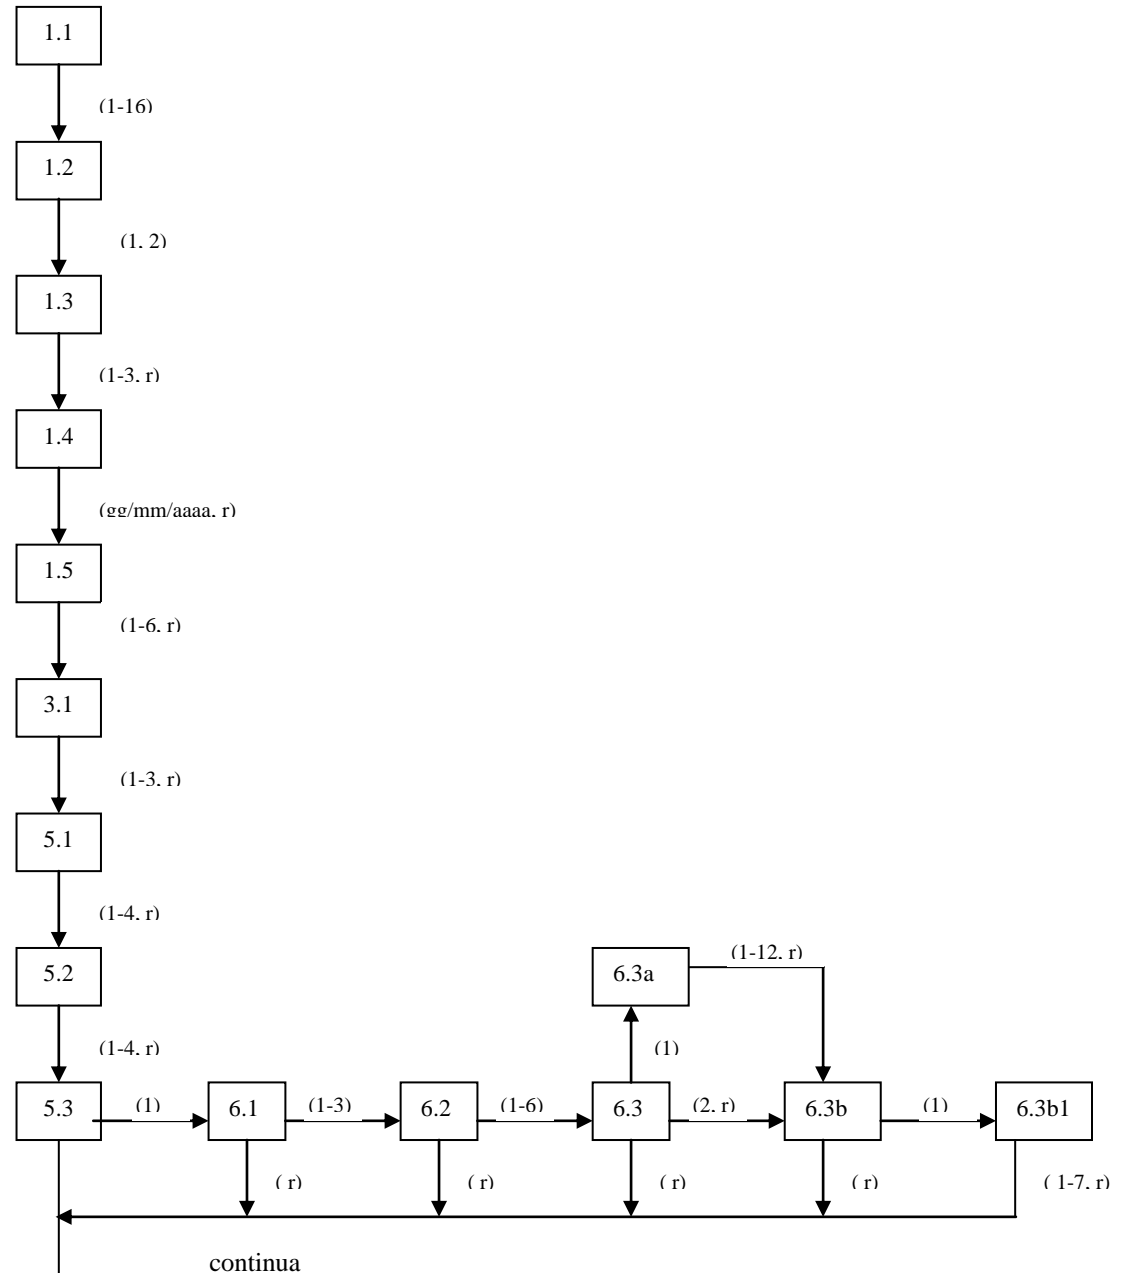 1.1
(1-16)
1.2
(1, 2)
1.3
(1-3, r)
1.4
(gg/mm/aaaa, r)
1.5
(1-6, r)
3.1
(1-3, r)
5.1
(1-4, r)
5.2
6.3a
(1-12, r)
(1-4, r)
(1)
5.3
(1)
6.1
(1-3)
6.2
(1-6)
6.3
(2, r)
6.3b
(1)
6.3b1
( r)
( r)
( r)
( r)
( 1-7, r)
continua